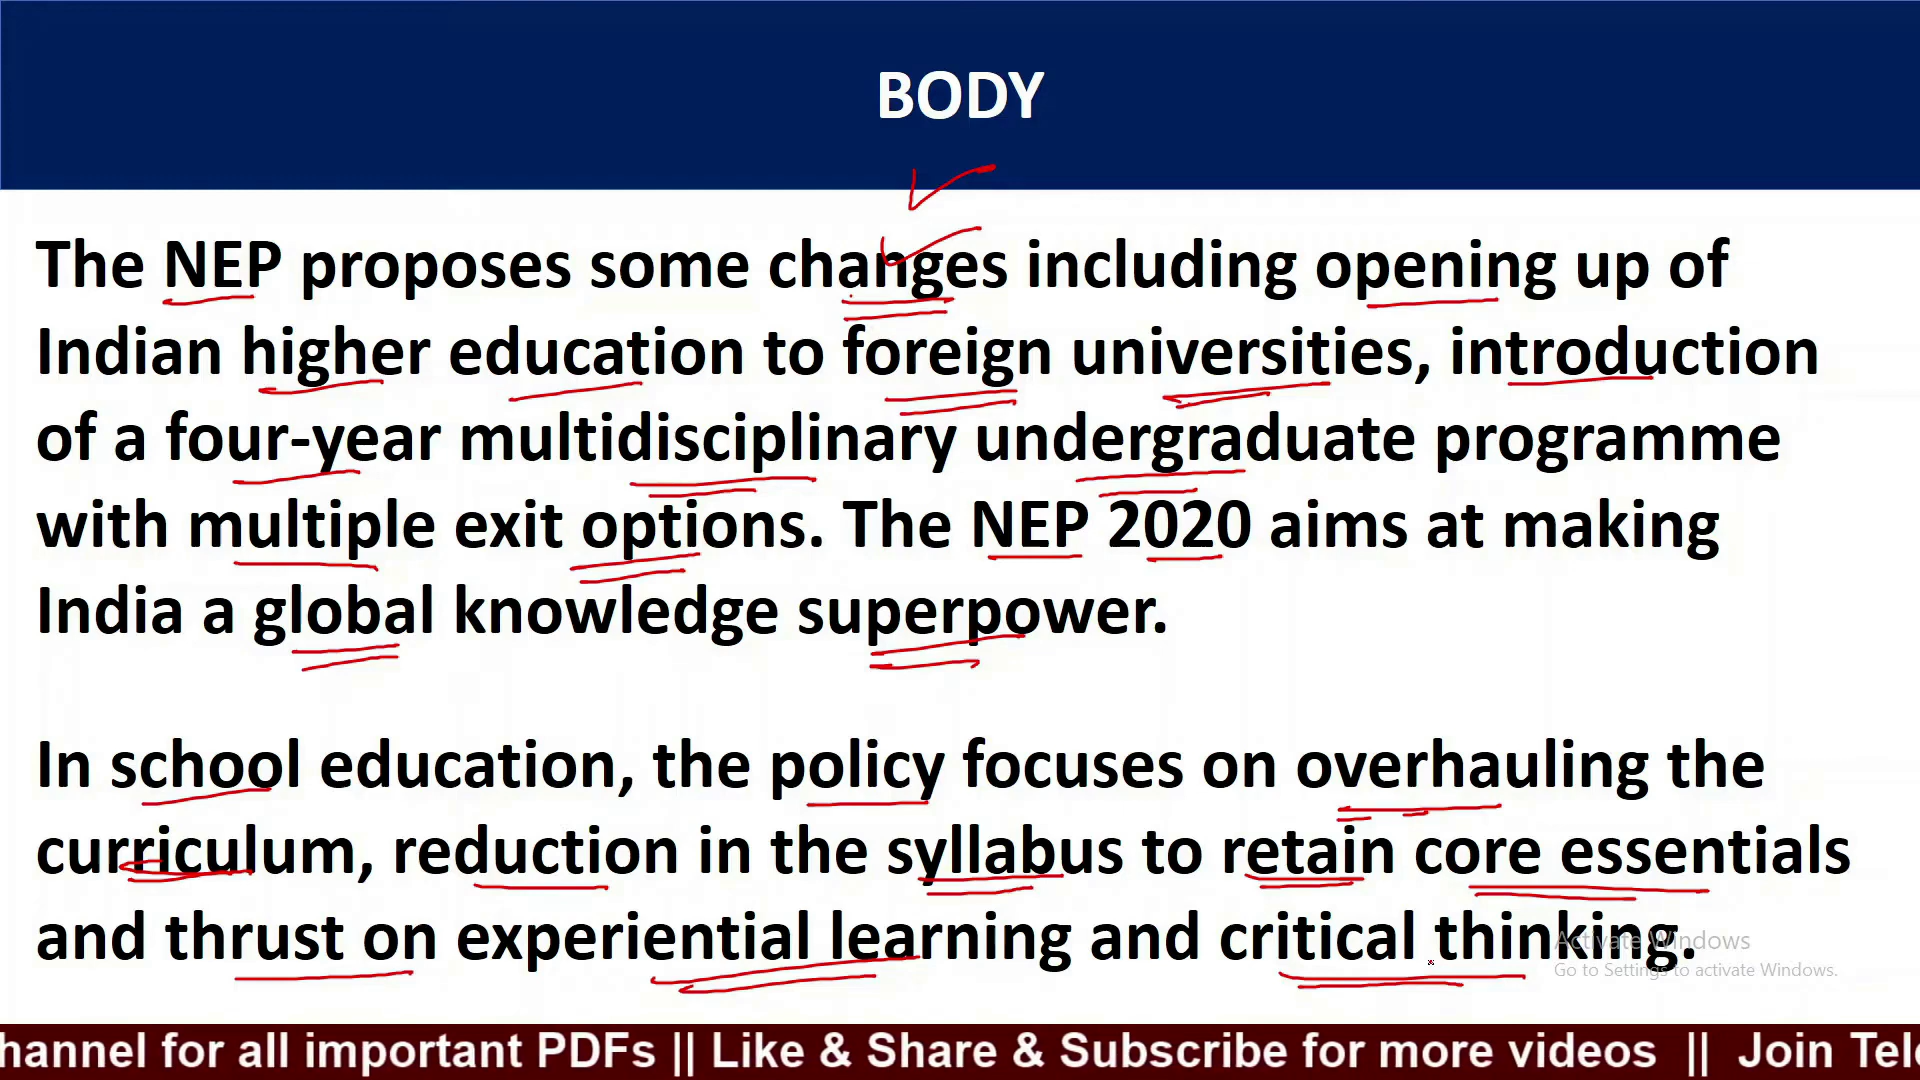 BODY
The NEP proposes some changes including opening up of
Indian higher education to foreign universities, introduction
of a four-year multidisciplinary undergraduate programme
with multiple exit options. The NEP 2020 aims at making
India a global knowledge superpower.
In school education, the policy focuses on overhauling the
curriculum, reduction in the syllabus to retain core essentials
and thrust on experiential learning and critical thinking.
Activate Windows
Go to Settings to activate Windows.
hannel for all important PDFs || Like & Share & Subscribe for more videos || Join Tele